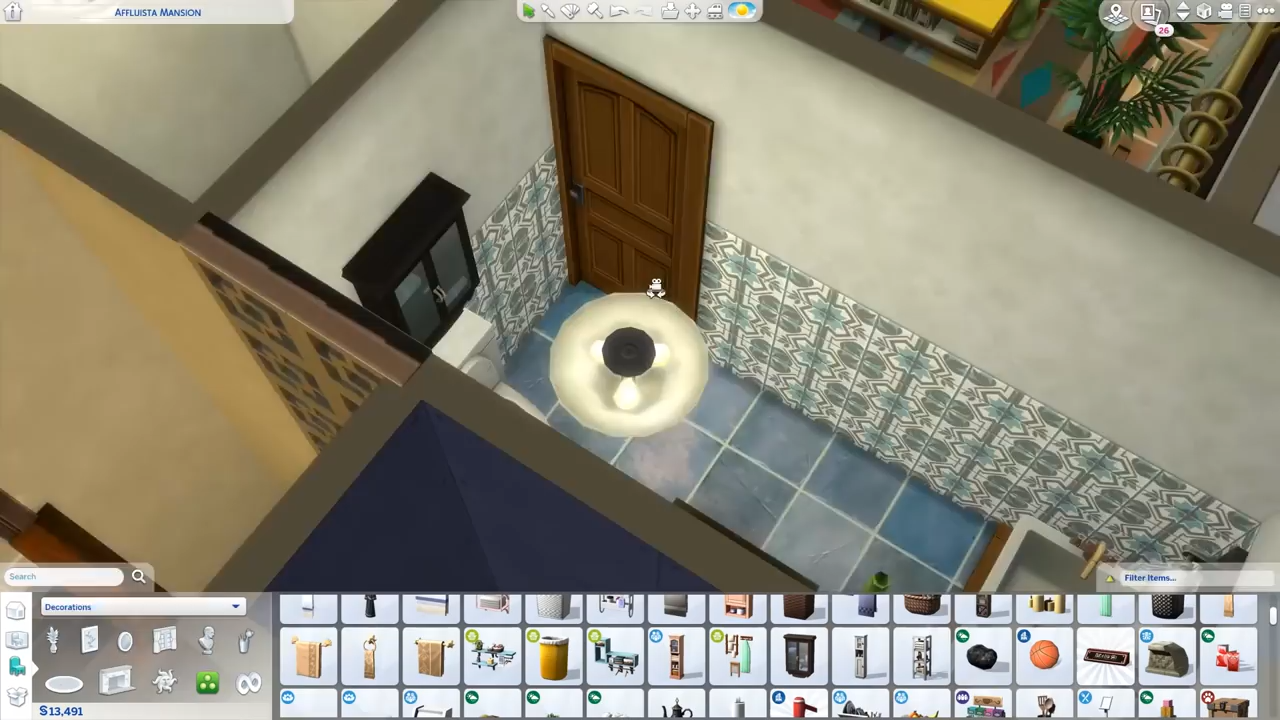 AFFLUISTA MANSION
26
Search
Filter Items...
Decorations
$13,491